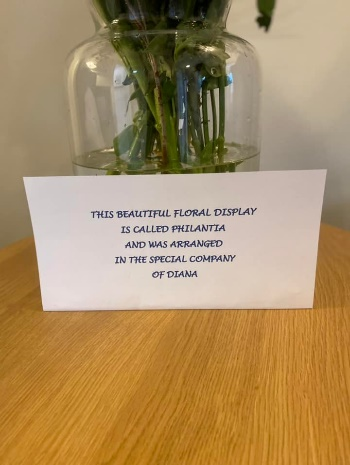 THIS BEAUTIFUL FLORAL DISPLAY
IS CALLED PHILANTIA
AND WAS ARRANGED
IN THE SPECIAL COMPANY
OF DIANA